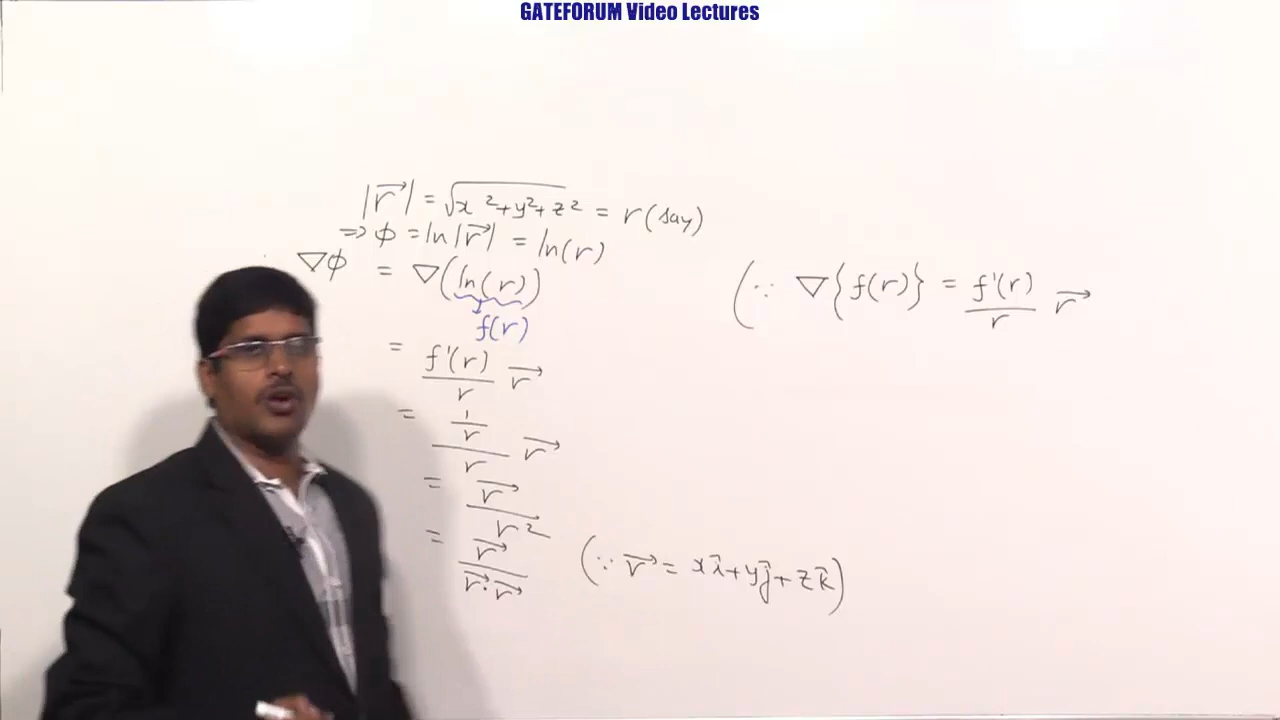 GATEFORUM Video Lectures
|r⃗| = √x²+y²+z² = r (say)
⇒ φ = ln|r⃗| = ln(r)
∇φ = ∇(ln(r))
f(r)
(∵ ∇{f(r)} = f'(r)/r r⃗
= f'(r)/r r⃗
= (1/r)/r r⃗
= r⃗/r²
= r⃗/(r⃗·r⃗) (∵ r⃗ = xi⃗+yj⃗+zk⃗)